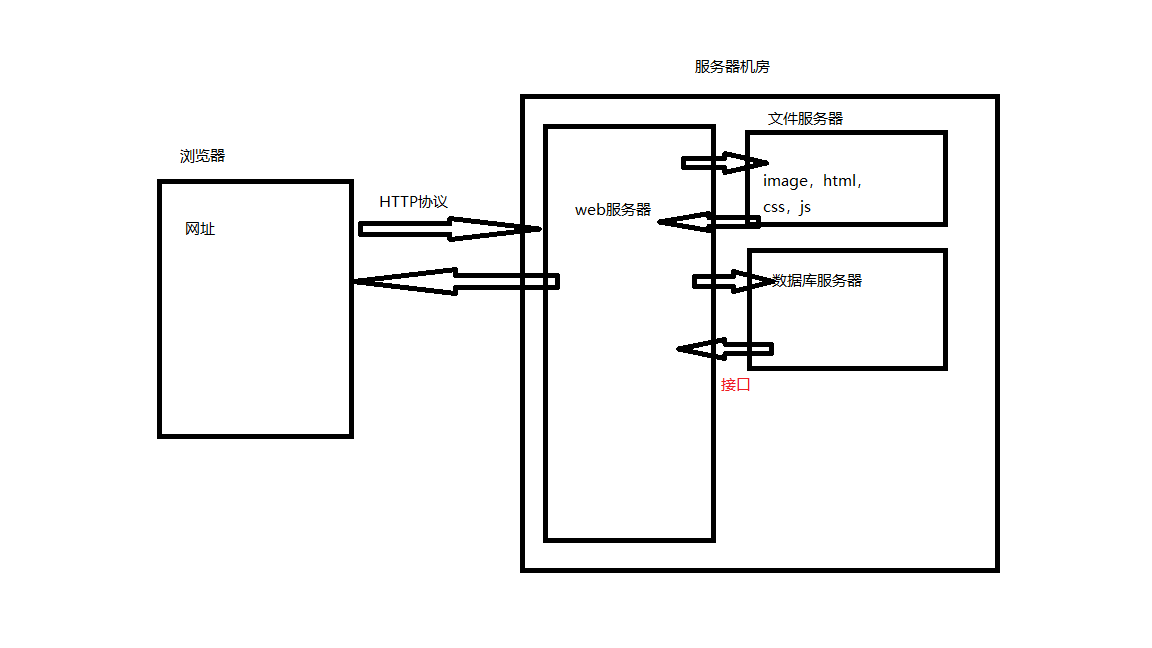 服务器机房
文件服务器
浏览器
image，html，
css，js
HTTP协议
web服务器
网址
数据库服务器
接口